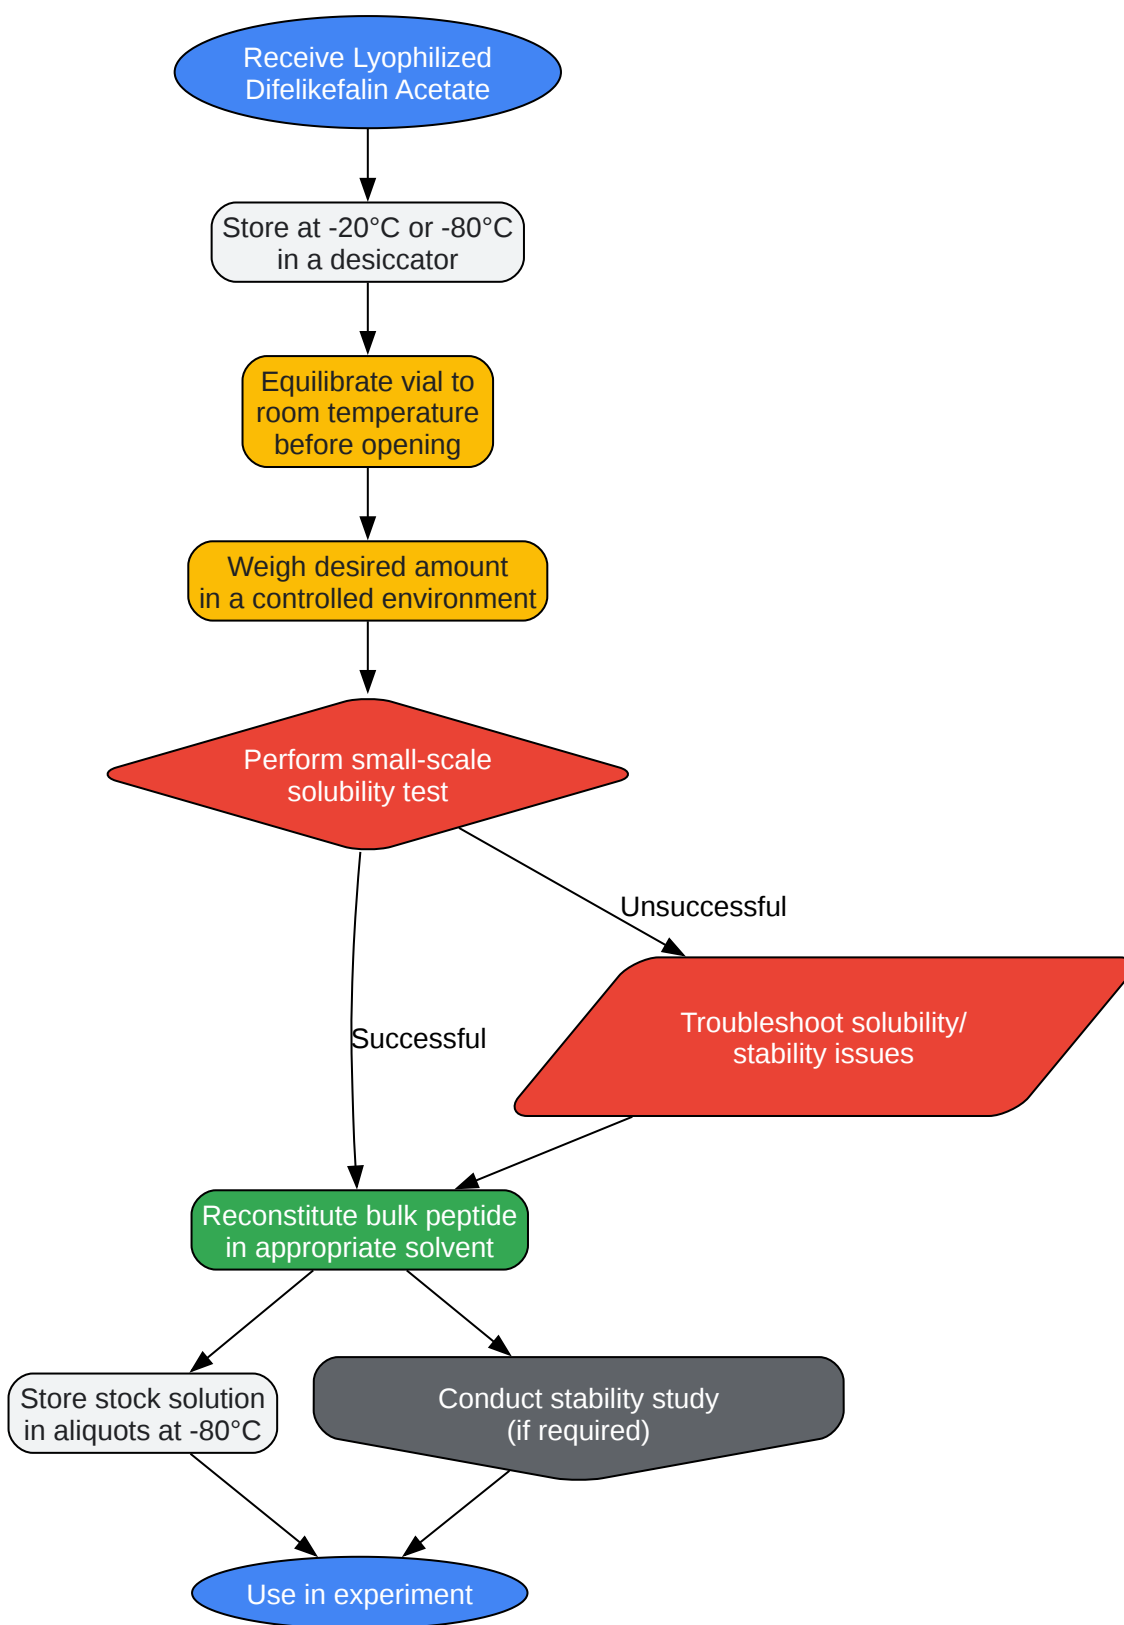 Receive Lyophilized
Difelikefalin Acetate
Store at -20°C or -80°C
in a desiccator
Equilibrate vial to
room temperature
before opening
Weigh desired amount
in a controlled environment
Perform small-scale
solubility test
Unsuccessful
Troubleshoot solubility/
stability issues
Successful
Reconstitute bulk peptide
in appropriate solvent
Store stock solution
in aliquots at -80°C
Conduct stability study
(if required)
Use in experiment